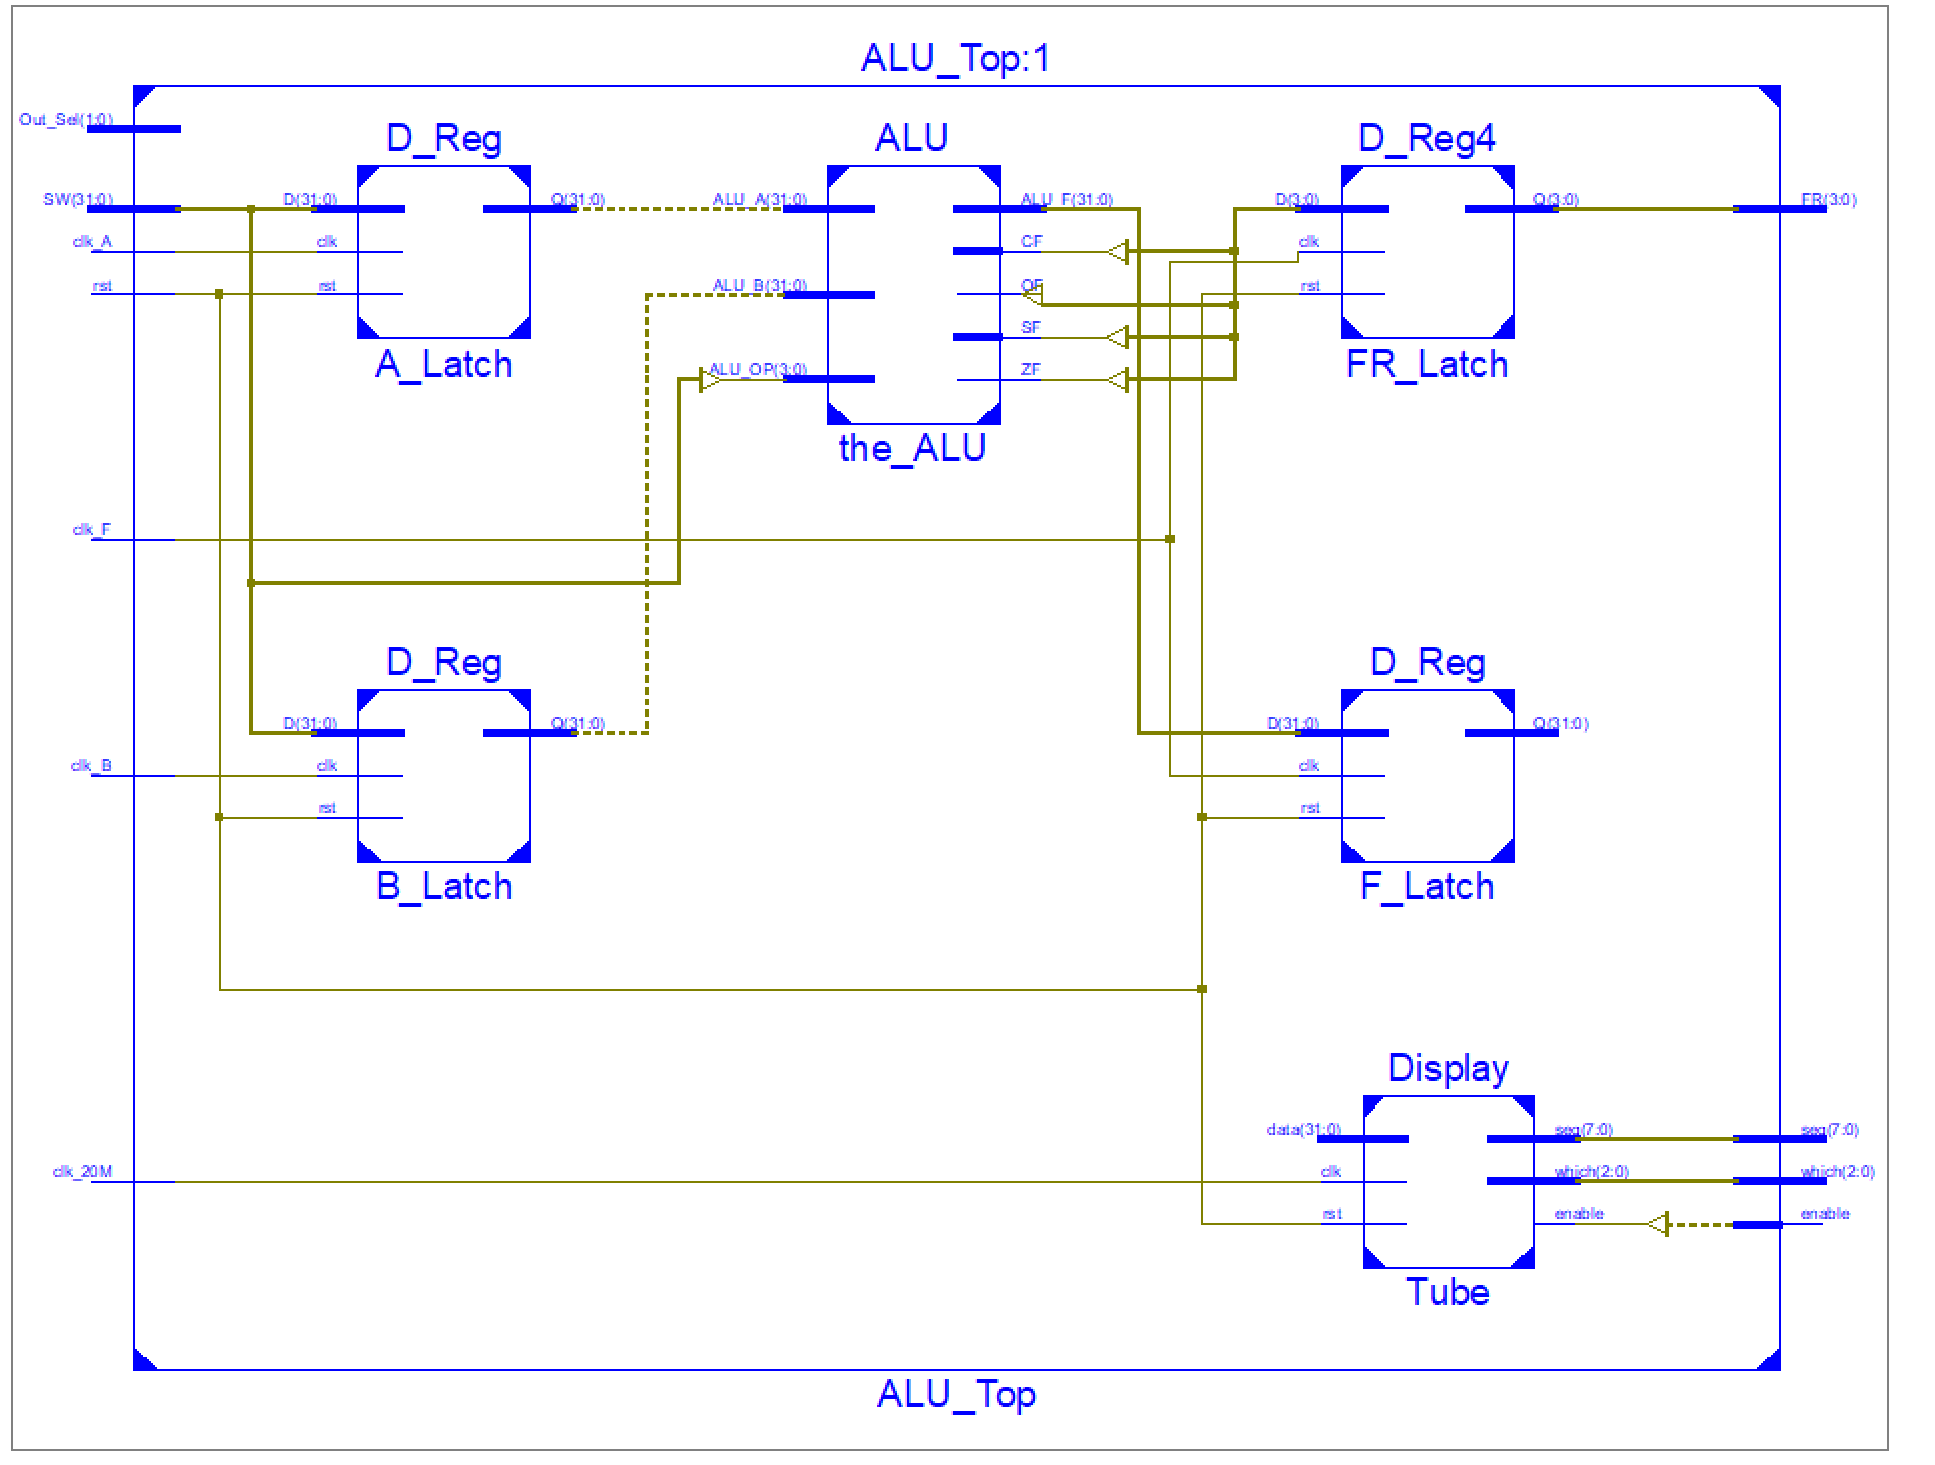 ALU_Top:1
Out_Sel(1:0)
D_Reg
ALU
D_Reg4
SW(31:0)
D(31:0)
Q(31:0)
ALU_A(31:0)
ALU_F(31:0)
D(3:0)
Q(3:0)
FR(3:0)
clk_A
clk
CF
clk
rst
rst
ALU_B(31:0)
OF
rst
SF
A_Latch
ALU_OP(3:0)
ZF
FR_Latch
the_ALU
clk_F
D_Reg
D_Reg
D(31:0)
Q(31:0)
D(31:0)
Q(31:0)
clk_B
clk
clk
rst
rst
B_Latch
F_Latch
Display
data(31:0)
seg(7:0)
seg(7:0)
clk_20M
clk
which(2:0)
which(2:0)
rst
enable
enable
Tube
ALU_Top